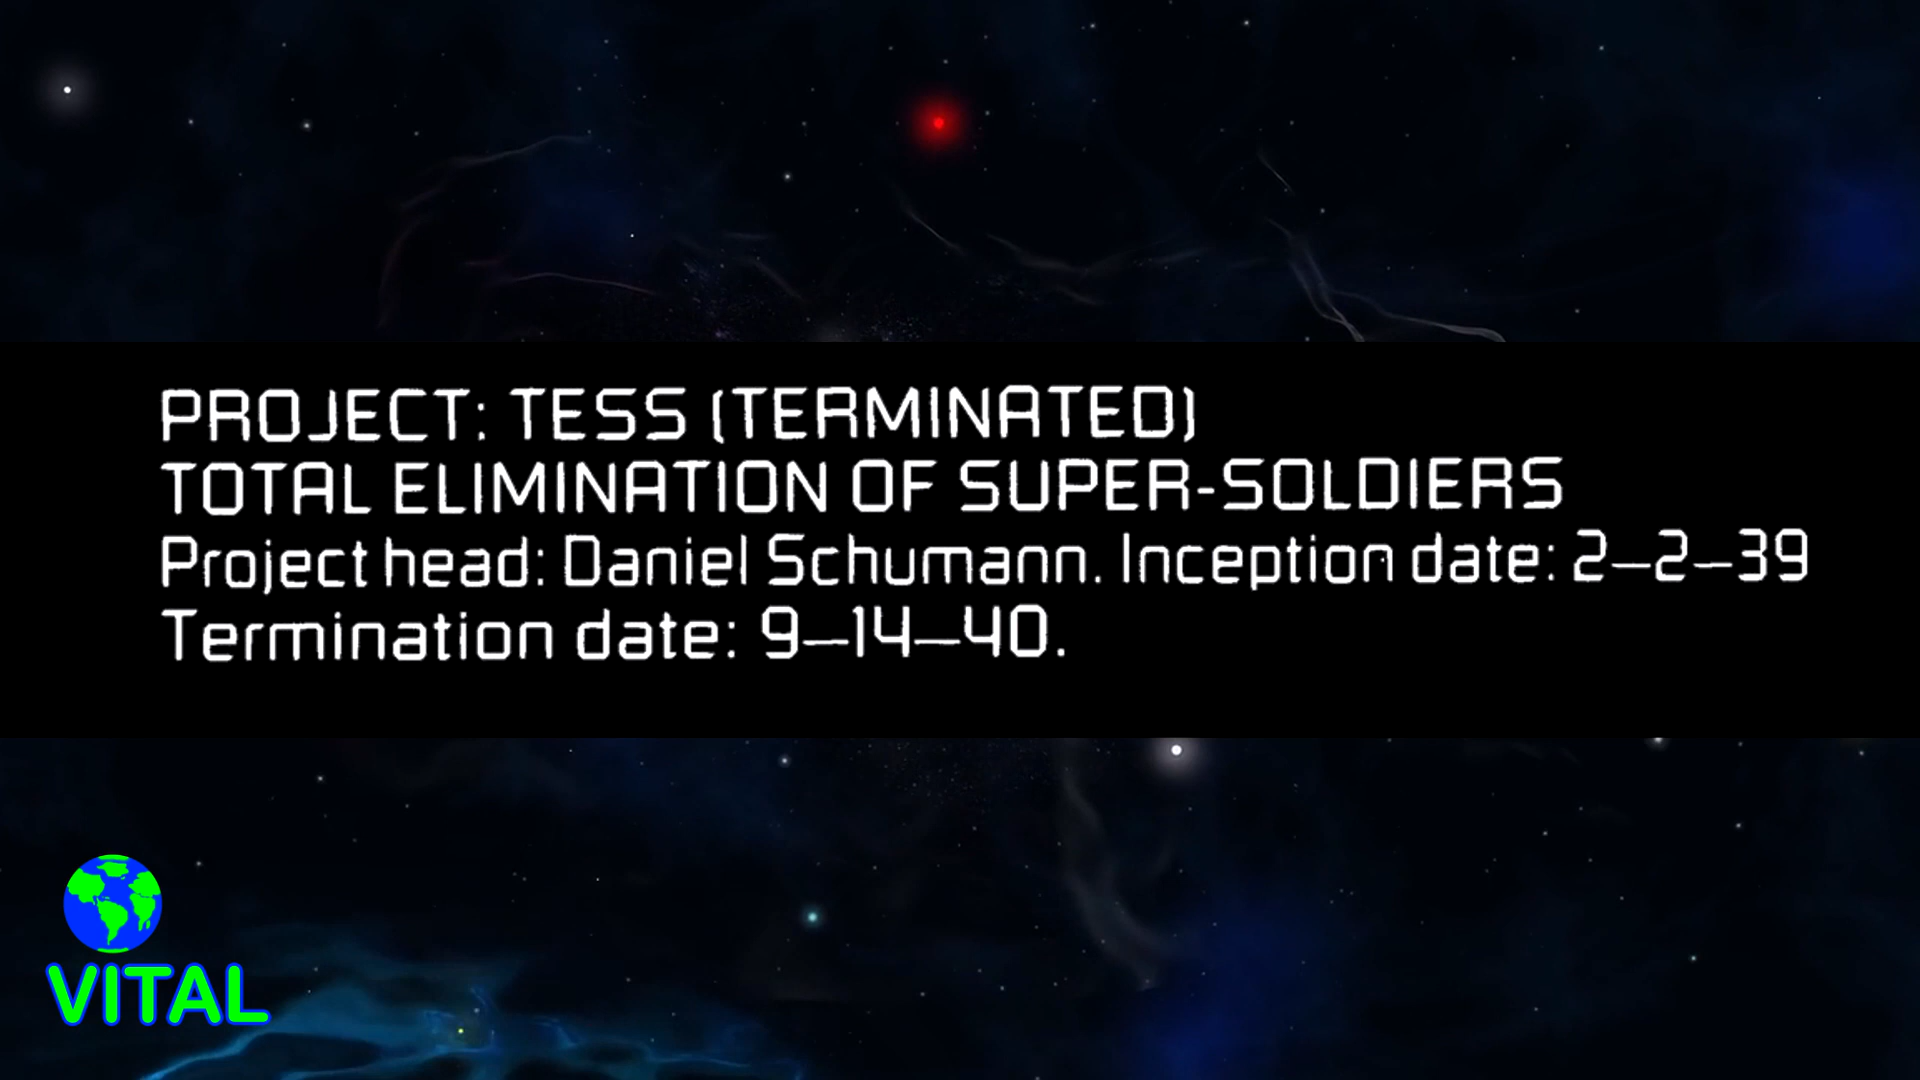 PROJECT: TESS (TERMINATED)
TOTAL ELIMINATION OF SUPER-SOLDIERS
Project head: Daniel Schumann. Inception date: 2–2–39
Termination date: 9–14–40.
VITAL